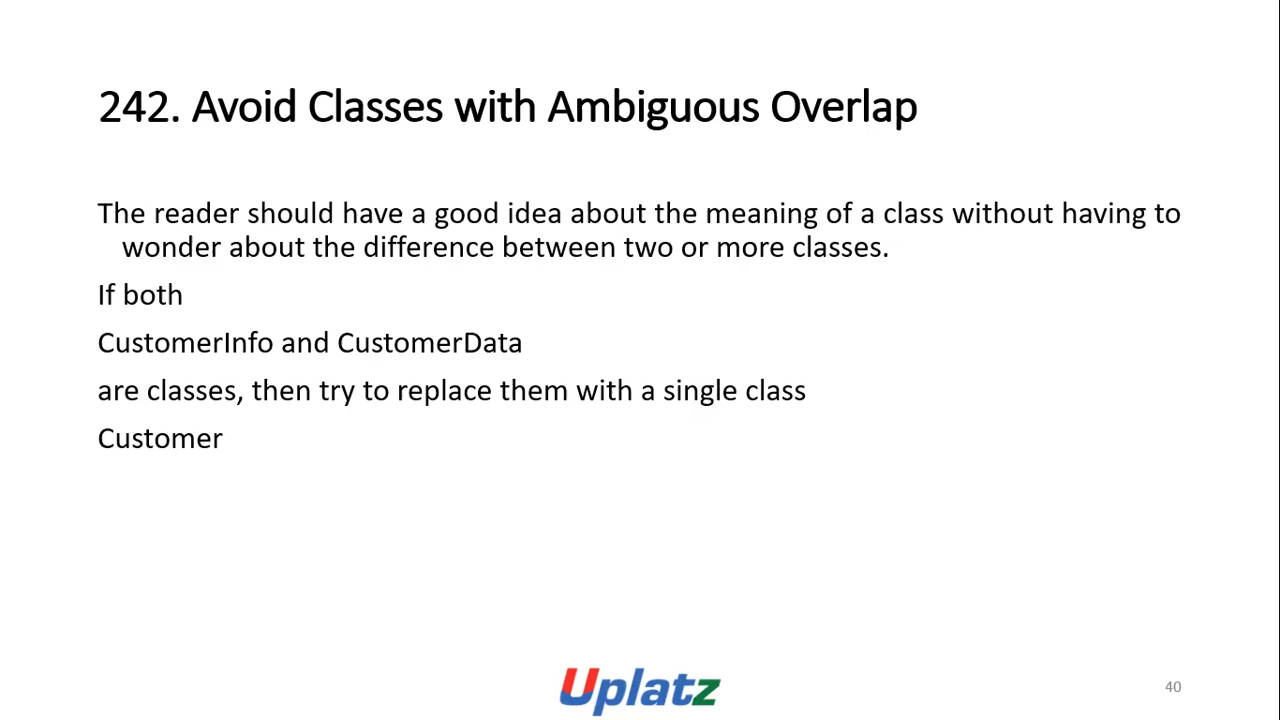 242. Avoid Classes with Ambiguous Overlap
The reader should have a good idea about the meaning of a class without having to
wonder about the difference between two or more classes.
If both
CustomerInfo and CustomerData
are classes, then try to replace them with a single class
Customer
Uplatz
40